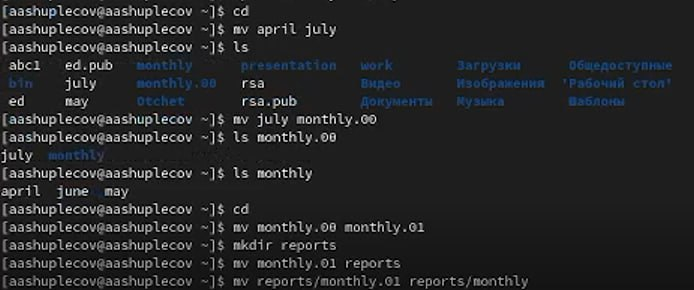 [aashuplecov@aashuplecov ~]$ cd
[aashuplecov@aashuplecov ~]$ mv april july
[aashuplecov@aashuplecov ~]$ ls
abc1 ed.pub monthly presentation work Загрузки Общедоступные
bin july monthly.00 rsa Видео Изображения 'Рабочий стол'
ed may Otchet rsa.pub Документы Музыка Шаблоны
[aashuplecov@aashuplecov ~]$ mv july monthly.00
[aashuplecov@aashuplecov ~]$ ls monthly.00
july monthly
[aashuplecov@aashuplecov ~]$ ls monthly
april june may
[aashuplecov@aashuplecov ~]$ cd
[aashuplecov@aashuplecov ~]$ mv monthly.00 monthly.01
[aashuplecov@aashuplecov ~]$ mkdir reports
[aashuplecov@aashuplecov ~]$ mv monthly.01 reports
[aashuplecov@aashuplecov ~]$ mv reports/monthly.01 reports/monthly